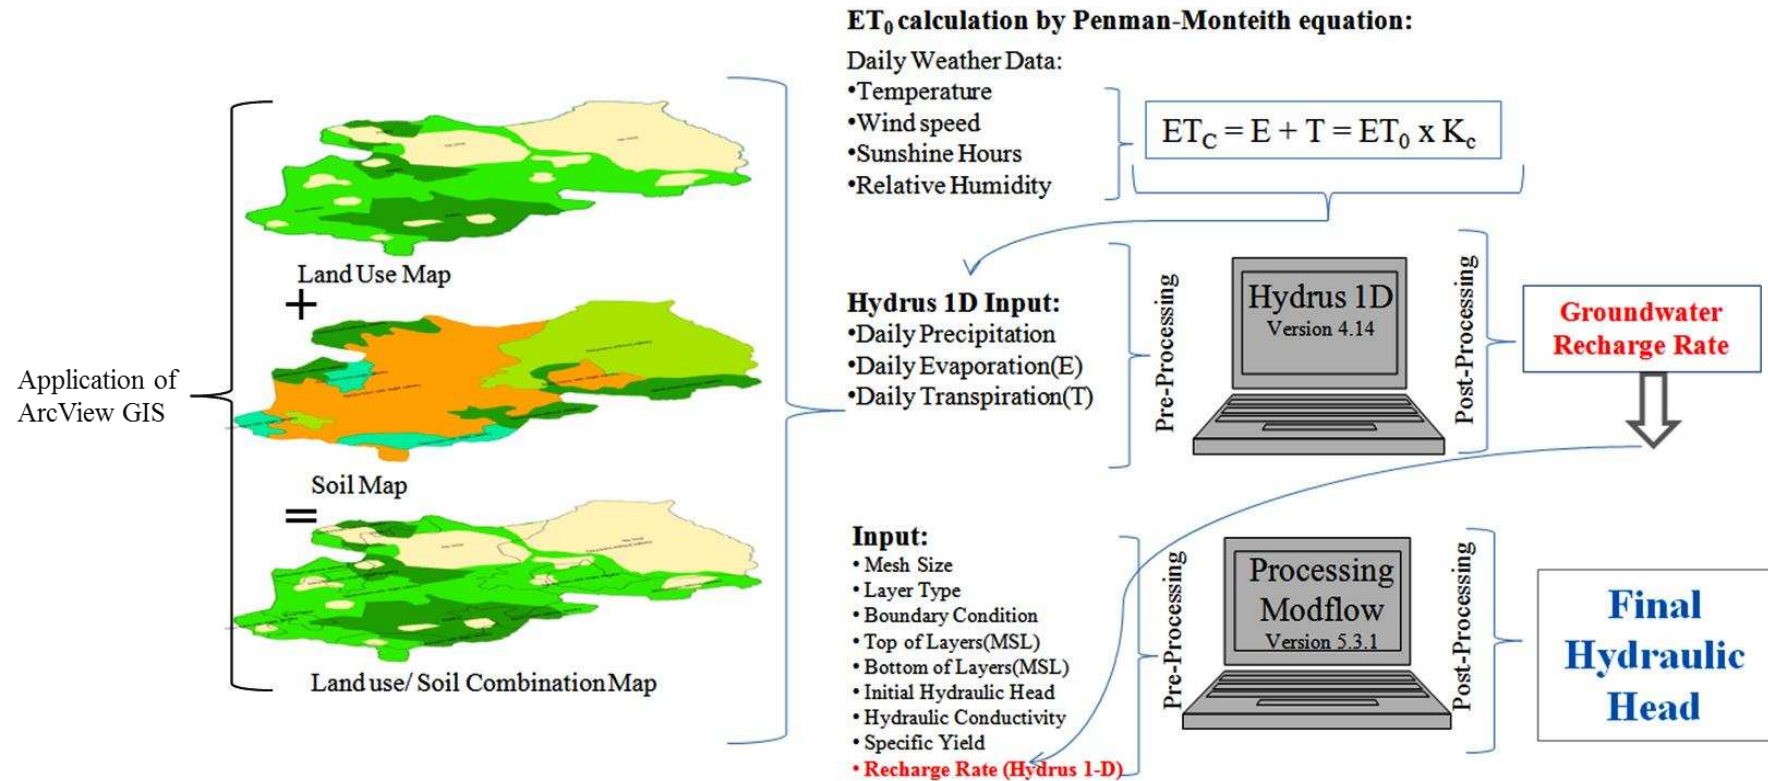 Application of
ArcView GIS
Land Use Map
+
Soil Map
=
Land use/ Soil Combination Map
ET₀ calculation by Penman-Monteith equation:
Daily Weather Data:
•Temperature
•Wind speed
•Sunshine Hours
•Relative Humidity
ET_C = E + T = ET₀ x K_c
Hydrus 1D Input:
•Daily Precipitation
•Daily Evaporation(E)
•Daily Transpiration(T)
Pre-Processing
Hydrus 1D
Version 4.14
Post-Processing
Groundwater
Recharge Rate
Input:
• Mesh Size
• Layer Type
• Boundary Condition
• Top of Layers(MSL)
• Bottom of Layers(MSL)
• Initial Hydraulic Head
• Hydraulic Conductivity
• Specific Yield
• Recharge Rate (Hydrus 1-D)
Pre-Processing
Processing
Modflow
Version 5.3.1
Post-Processing
Final
Hydraulic
Head